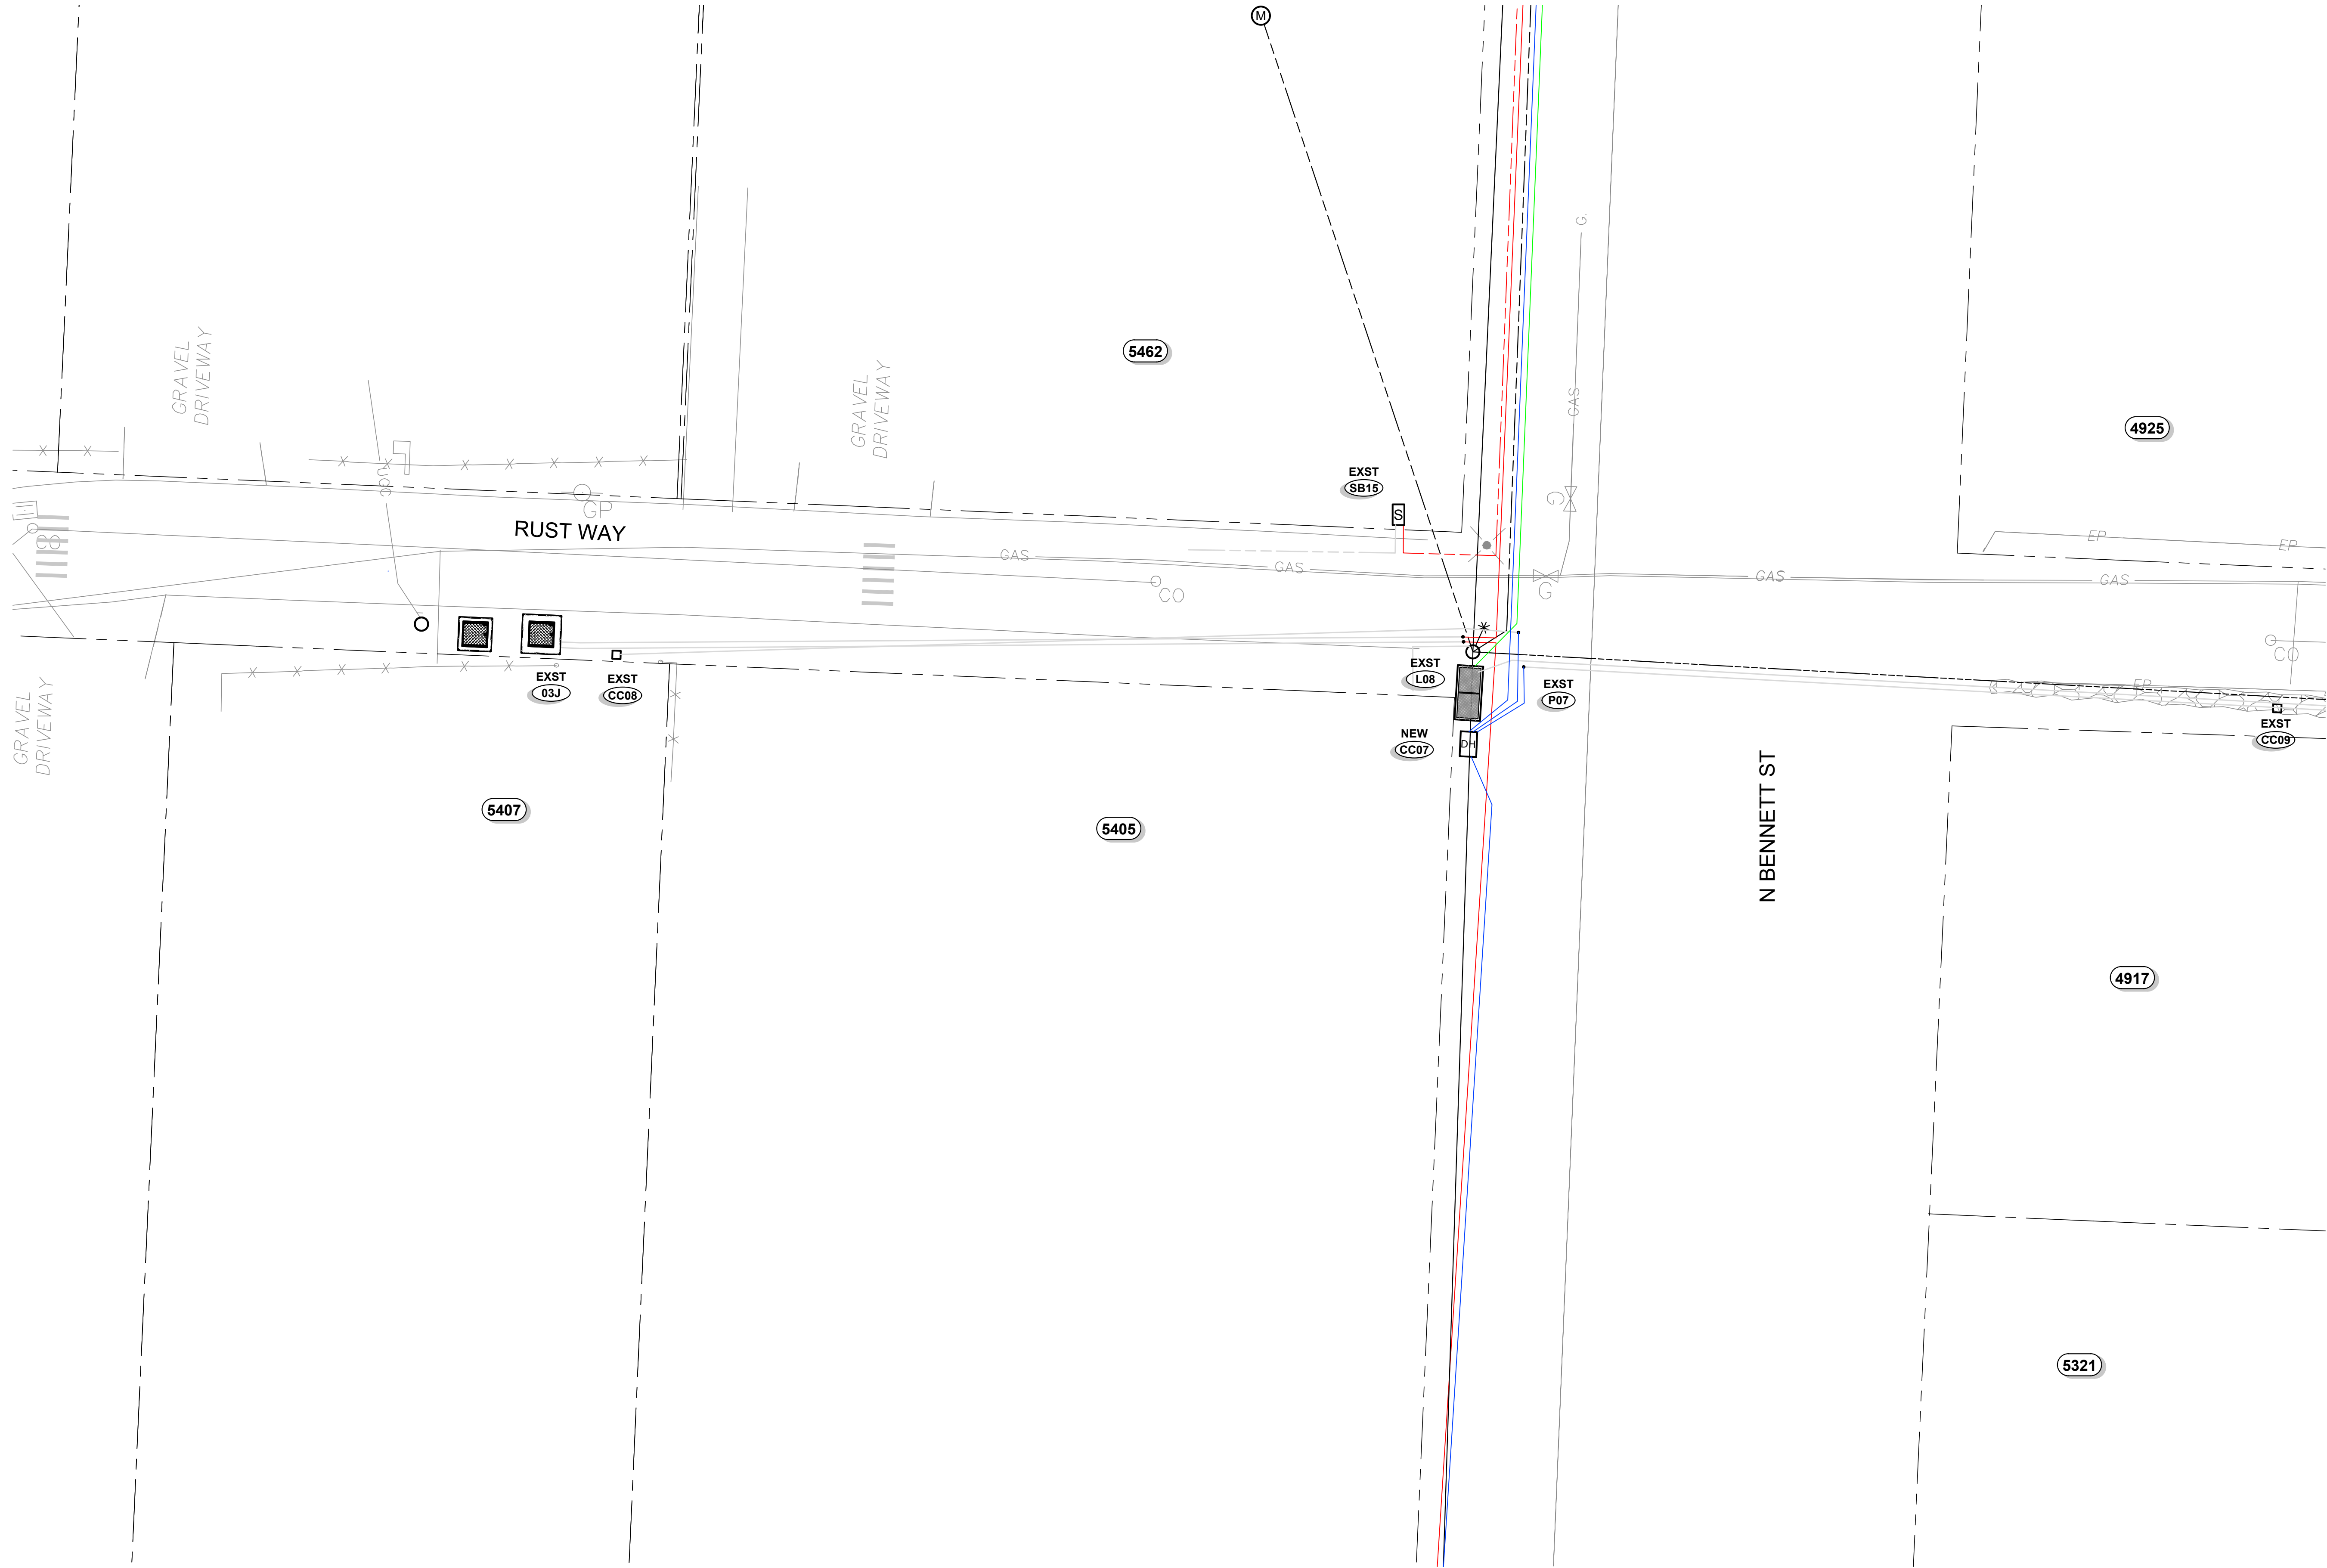 M
G
GRAVEL
DRIVEWAY
5462
GRAVEL
DRIVEWAY
GAS
4925
EXST
SB15
G
GP
S
RUST WAY
EP
EP
CO
GAS
GAS
G
GAS
GAS
CO
CO
EXST
L08
EXST
03J
EXST
CC08
EXST
P07
EP
GRAVEL
DRIVEWAY
NEW
CC07
DH
EXST
CC09
N BENNETT ST
5407
5405
4917
5321